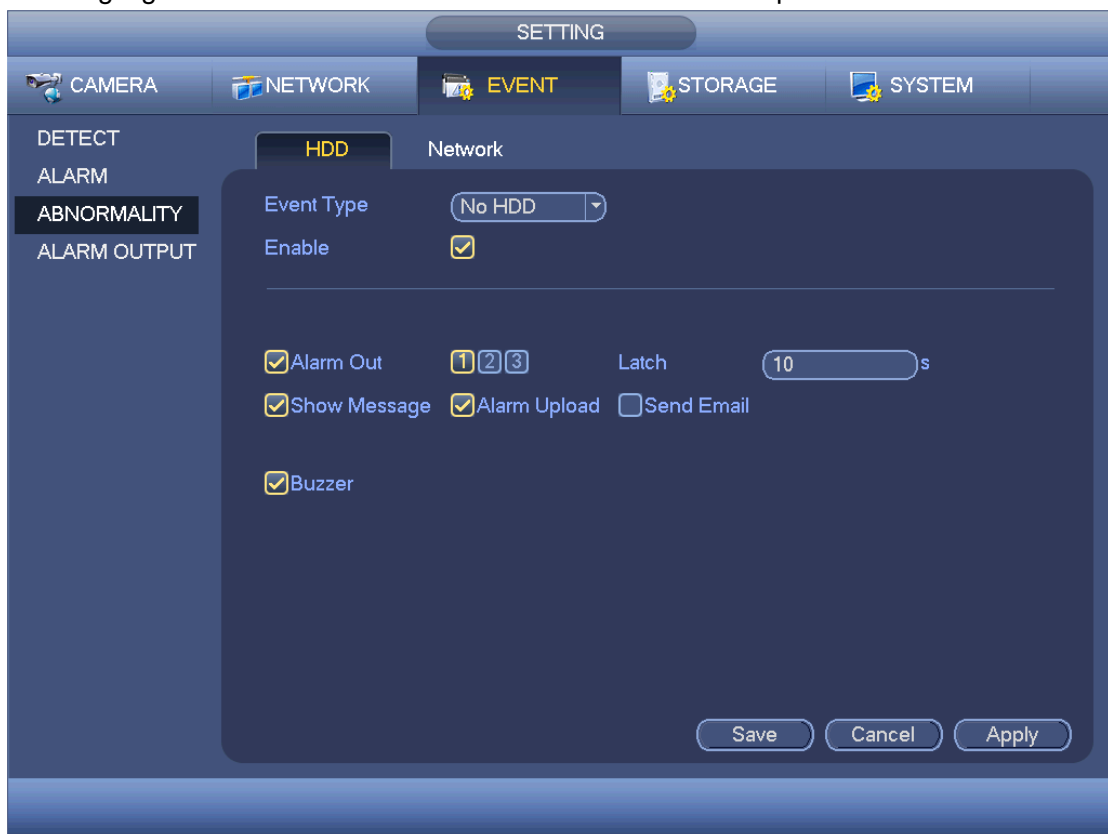 SETTING
CAMERA NETWORK EVENT STORAGE SYSTEM
DETECT
ALARM
ABNORMALITY
ALARM OUTPUT
HDD Network
Event Type No HDD
Enable
Alarm Out 1 2 3 Latch 10 s
Show Message Alarm Upload Send Email
Buzzer
Save Cancel Apply